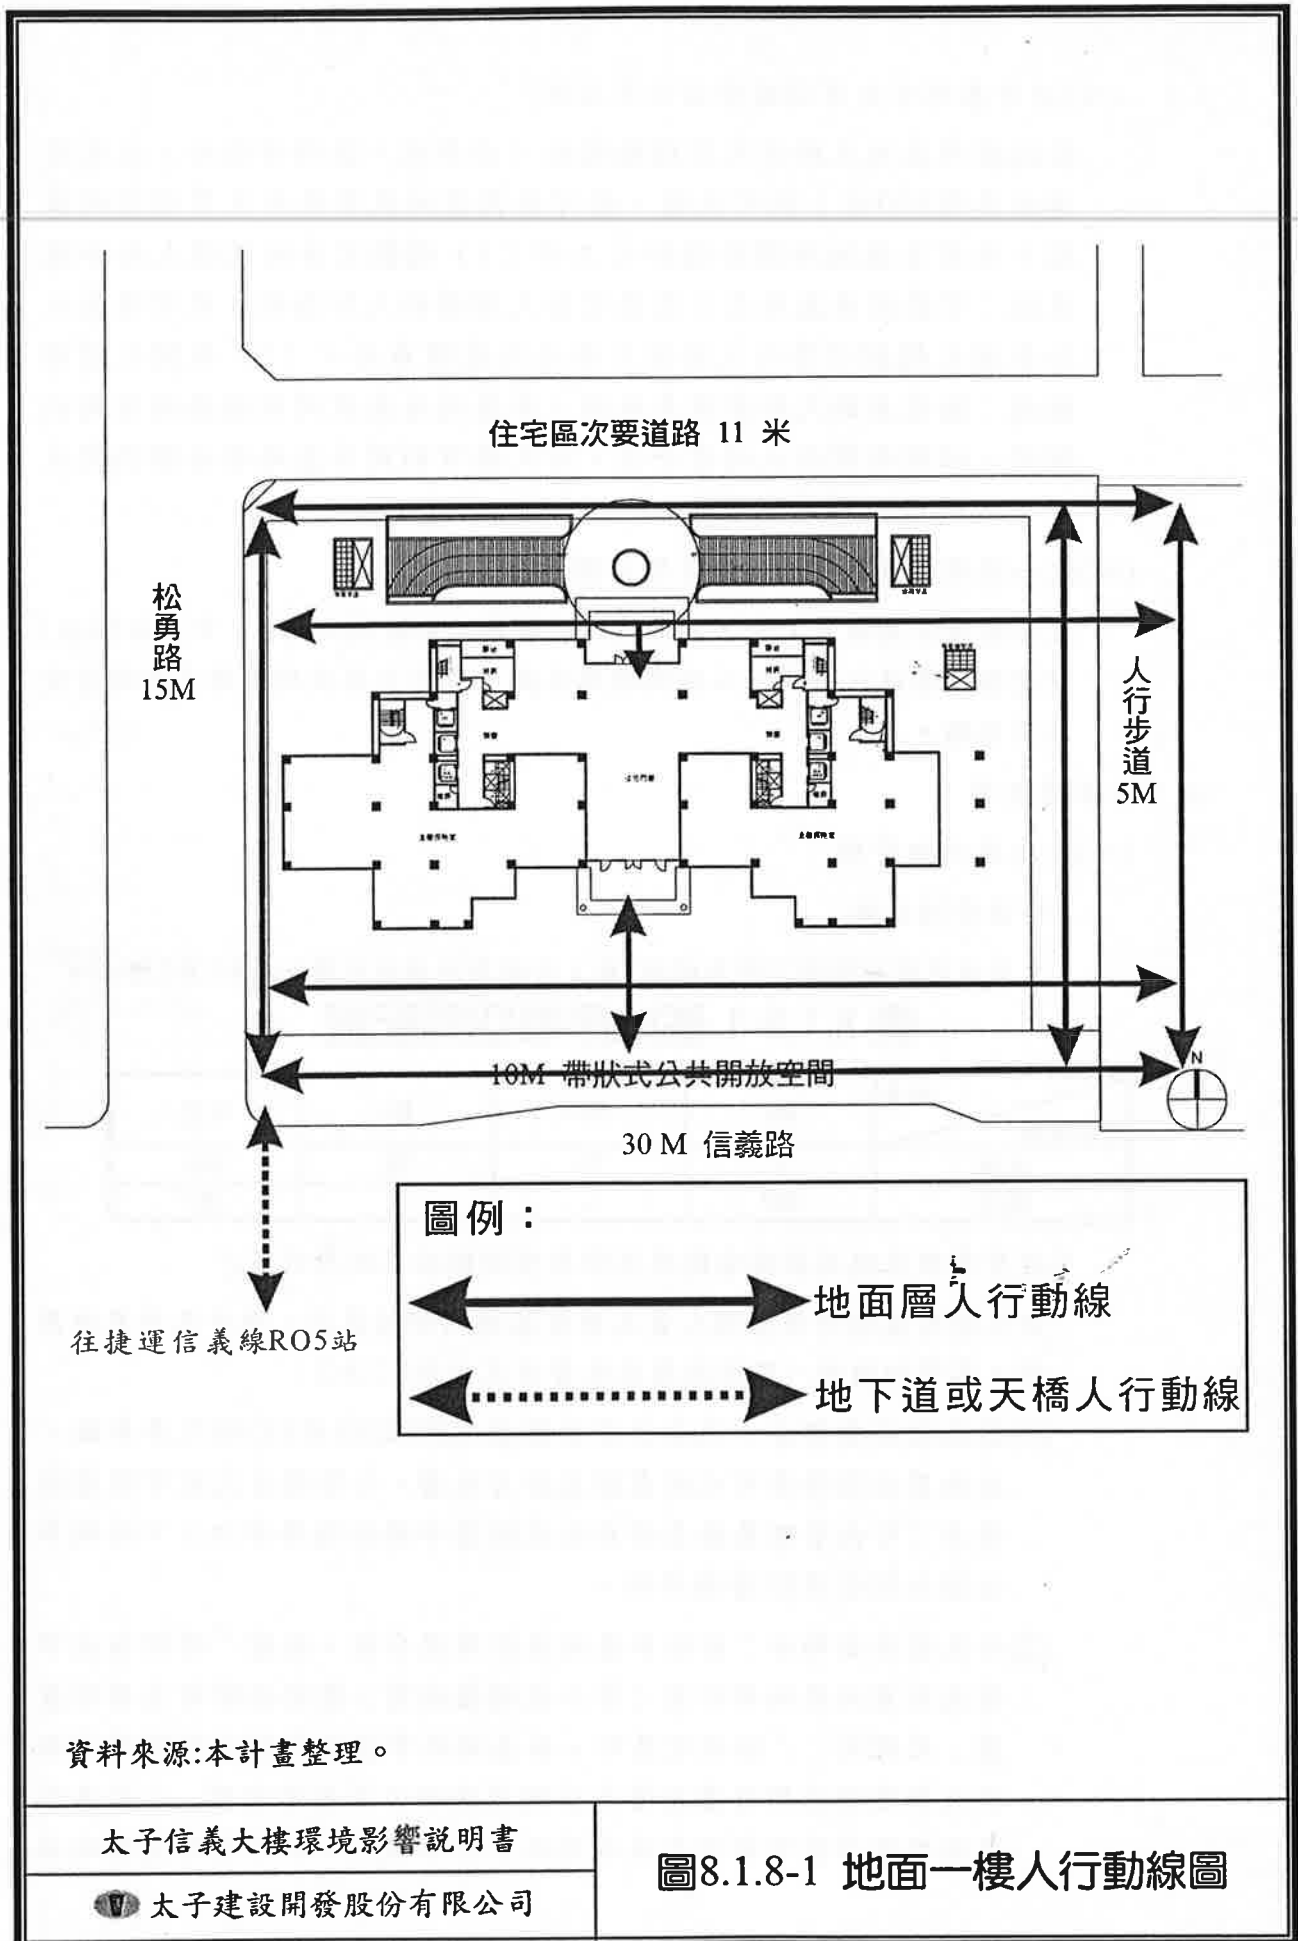 住宅區次要道路 11 米
松勇路
15M
人行步道
5M
N
10M 帶狀式公共開放空間
30 M 信義路
圖例：
地面層人行動線
地下道或天橋人行動線
往捷運信義線RO5站
資料來源:本計畫整理。
太子信義大樓環境影響說明書
太子建設開發股份有限公司
圖8.1.8-1 地面一樓人行動線圖